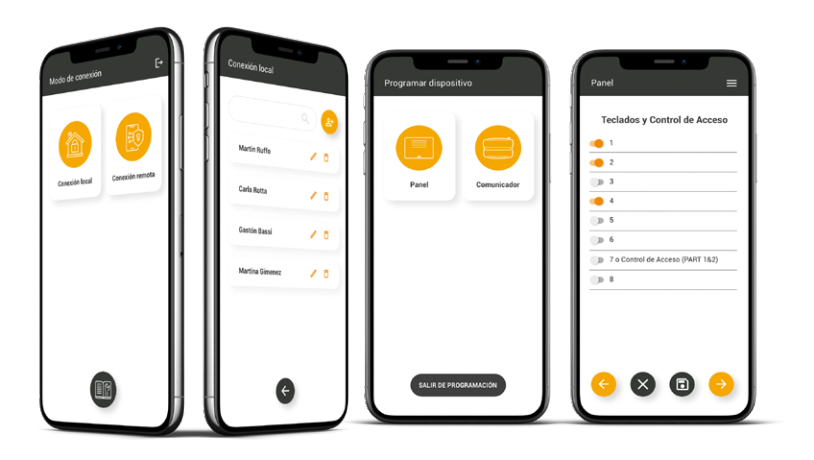 Modo de conexión
Conexión local
Conexión remota
Conexión local
Martín Ruffo
Carla Rotta
Gastón Bassi
Martina Gimenez
Programar dispositivo
Panel
Comunicador
SALIR DE PROGRAMACIÓN
Panel
Teclados y Control de Acceso
1
2
3
4
5
6
7 o Control de Acceso (PART 1&2)
8